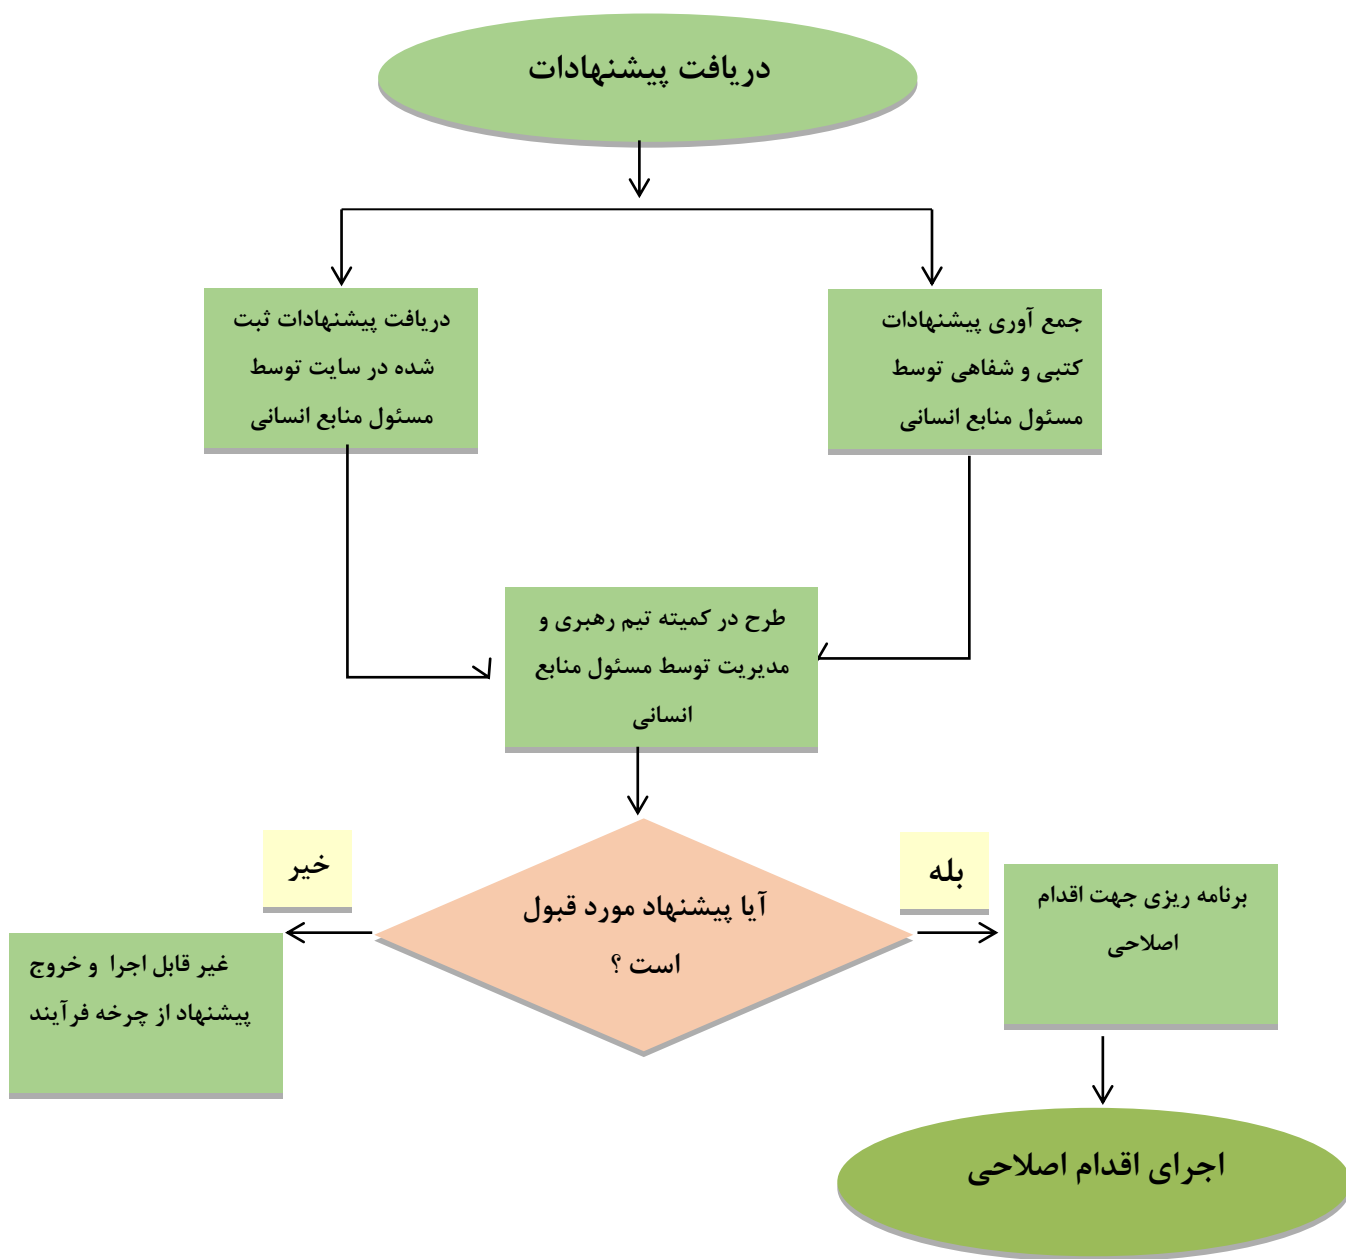 دریافت پیشنهادات
جمع آوری پیشنهادات
کتبی و شفاهی توسط
مسئول منابع انسانی
دریافت پیشنهادات ثبت
شده در سایت توسط
مسئول منابع انسانی
طرح در کمیته تیم رهبری و
مدیریت توسط مسئول منابع
انسانی
آیا پیشنهاد مورد قبول
است ؟
بله
خیر
برنامه ریزی جهت اقدام
اصلاحی
غیر قابل اجرا و خروج
پیشنهاد از چرخه فرآیند
اجرای اقدام اصلاحی